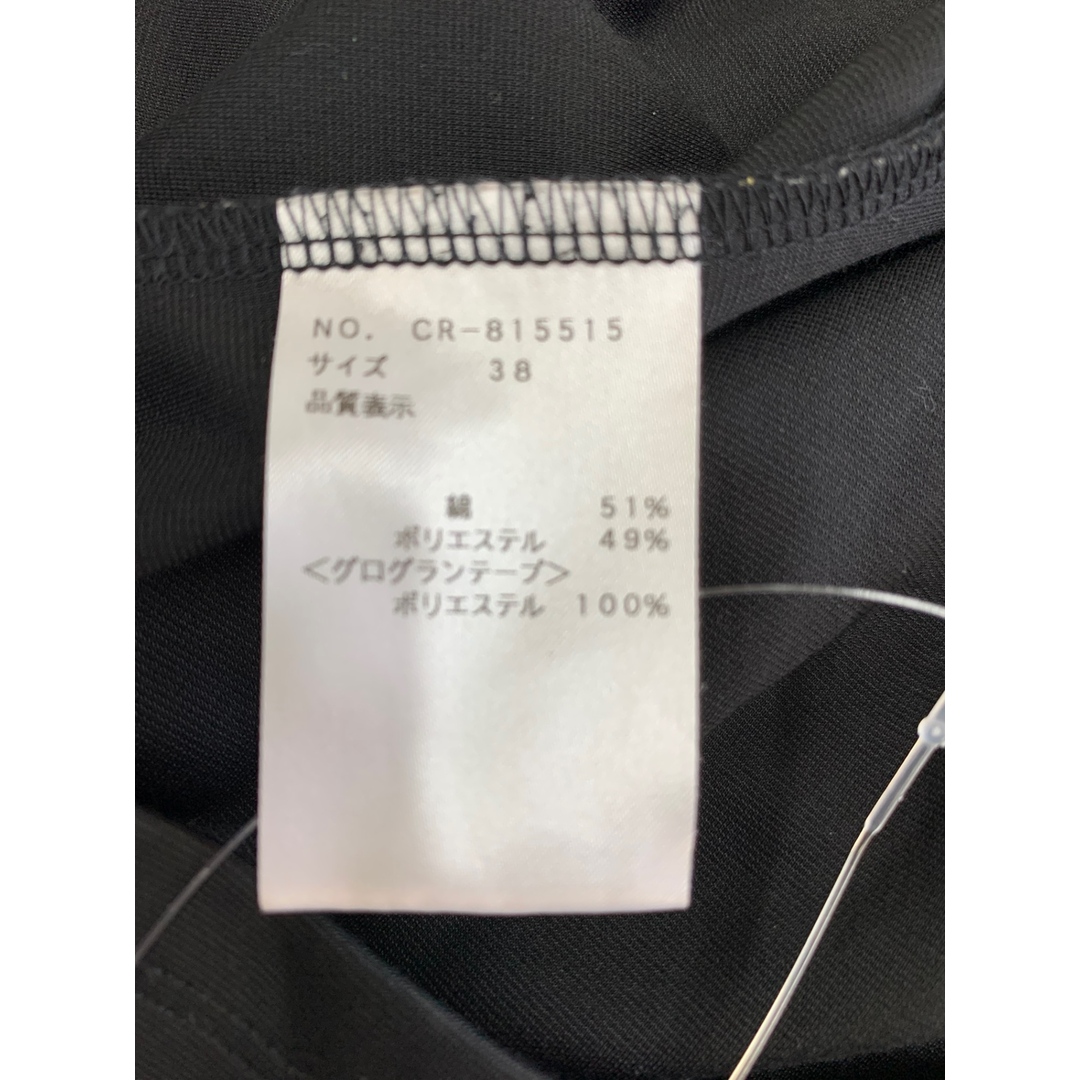 NO. CR-815515
サイズ 38
品質表示
綿 51%
ポリエステル 49%
<グログランテープ>
ポリエステル 100%